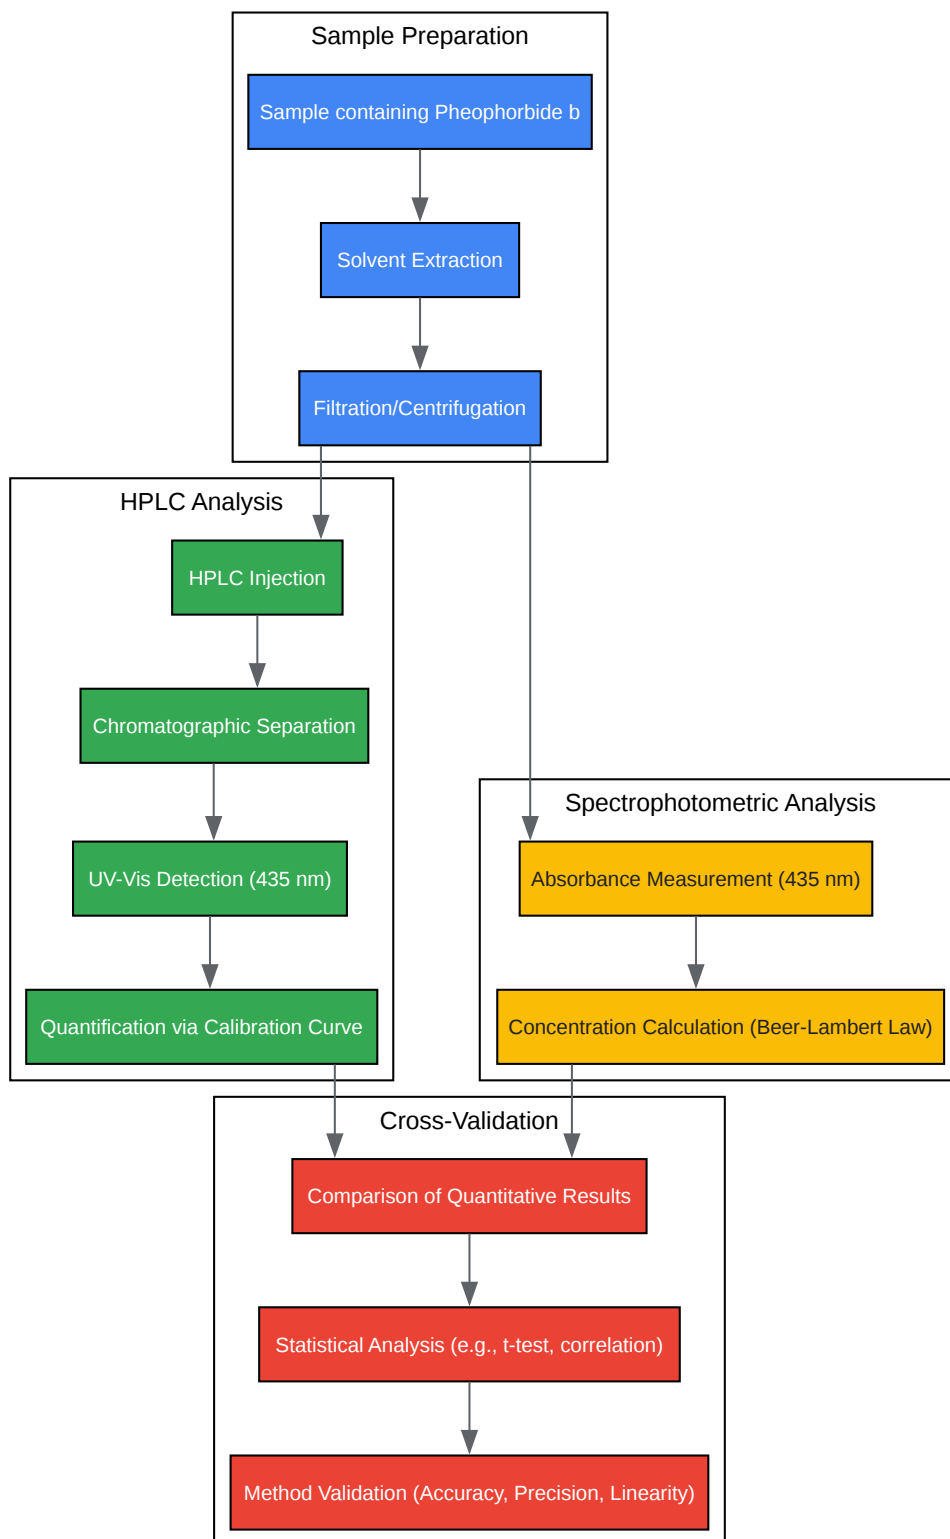 Sample Preparation
Sample containing Pheophorbide b
Solvent Extraction
Filtration/Centrifugation
HPLC Analysis
HPLC Injection
Chromatographic Separation
UV-Vis Detection (435 nm)
Quantification via Calibration Curve
Spectrophotometric Analysis
Absorbance Measurement (435 nm)
Concentration Calculation (Beer-Lambert Law)
Cross-Validation
Comparison of Quantitative Results
Statistical Analysis (e.g., t-test, correlation)
Method Validation (Accuracy, Precision, Linearity)